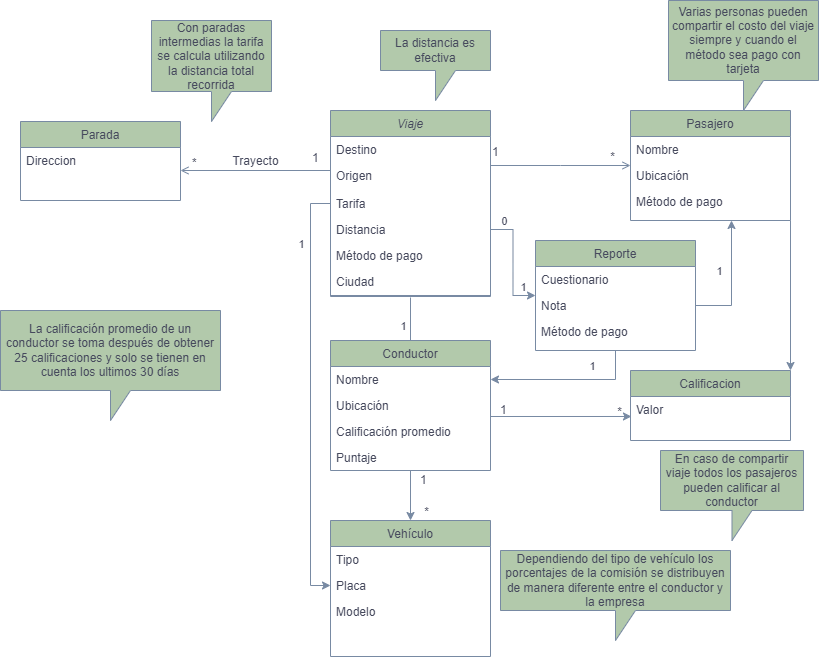 Con paradas
intermedias la tarifa
se calcula utilizando
la distancia total
recorrida
La distancia es
efectiva
Varias personas pueden
compartir el costo del viaje
siempre y cuando el
método sea pago con
tarjeta
Parada
Direccion
*
Trayecto
1
Viaje
Destino
Origen
Tarifa
Distancia
Método de pago
Ciudad
1
*
Pasajero
Nombre
Ubicación
Método de pago
0
1
1
Reporte
Cuestionario
Nota
Método de pago
1
1
La calificación promedio de un
conductor se toma después de obtener
25 calificaciones y solo se tienen en
cuenta los ultimos 30 días
1
Conductor
Nombre
Ubicación
Calificación promedio
Puntaje
1
*
Calificacion
Valor
En caso de compartir
viaje todos los pasajeros
pueden calificar al
conductor
1
*
Vehículo
Tipo
Placa
Modelo
Dependiendo del tipo de vehículo los
porcentajes de la comisión se distribuyen
de manera diferente entre el conductor y
la empresa